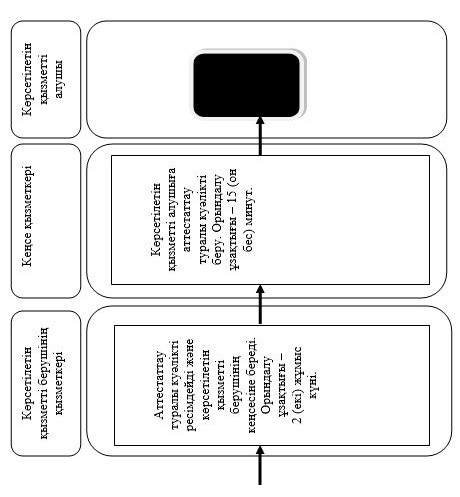 Көрсетілетін
қызметті
алушы
Кеңсе қызметкері
Көрсетілетін
қызметті алушыға
аттестаттау
туралы куәлікті
беру. Орындалу
ұзақтығы – 15 (он
бес) минут.
Көрсетілетін
қызметті берушінің
қызметкері
Аттестаттау
туралы куәлікті
ресімдейді және
көрсетілетін
қызметті
берушінің
кеңсесіне береді.
Орындалу
ұзақтығы –
2 (екі) жұмыс
күні.